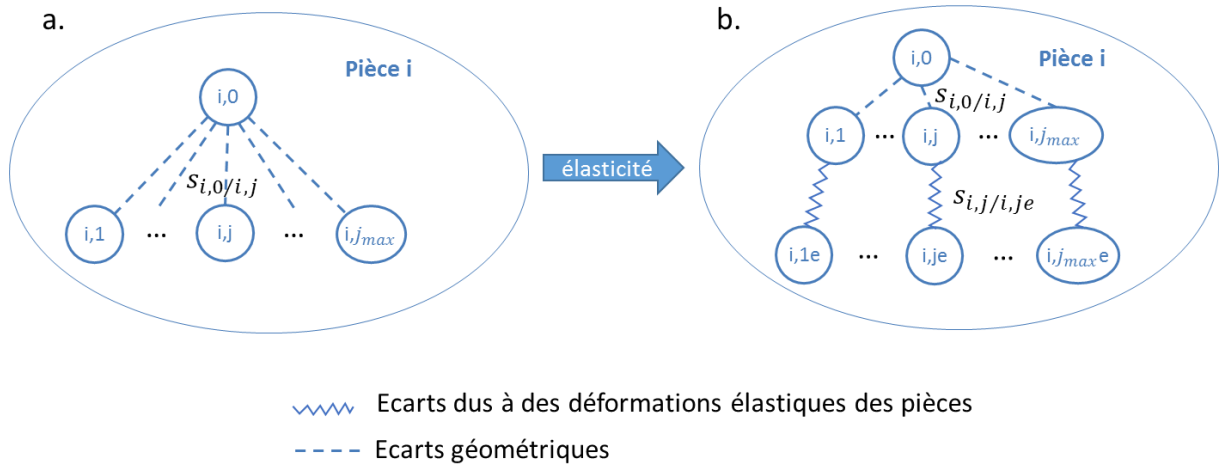 a.
Pièce i
i,0
s_{i,0/i,j}
i,1 ... i,j ... i,j_{max}
élasticité
b.
Pièce i
i,0
s_{i,0/i,j}
i,1 ... i,j ... i,j_{max}
s_{i,j/i,je}
i,1e ... i,je ... i,j_{max}e
Ecarts dus à des déformations élastiques des pièces
Ecarts géométriques